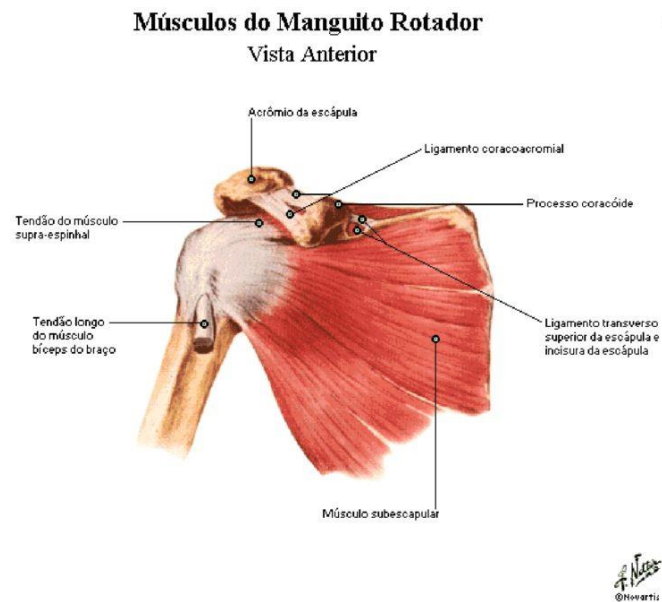 Músculos do Manguito Rotador
Vista Anterior
Acrômio da escápula
Ligamento coracoacromial
Processo coracóide
Tendão do músculo
supra-espinhal
Tendão longo
do músculo
bíceps do braço
Ligamento transverso
superior da escápula e
incisura da escápula
Músculo subescapular
©Novartis